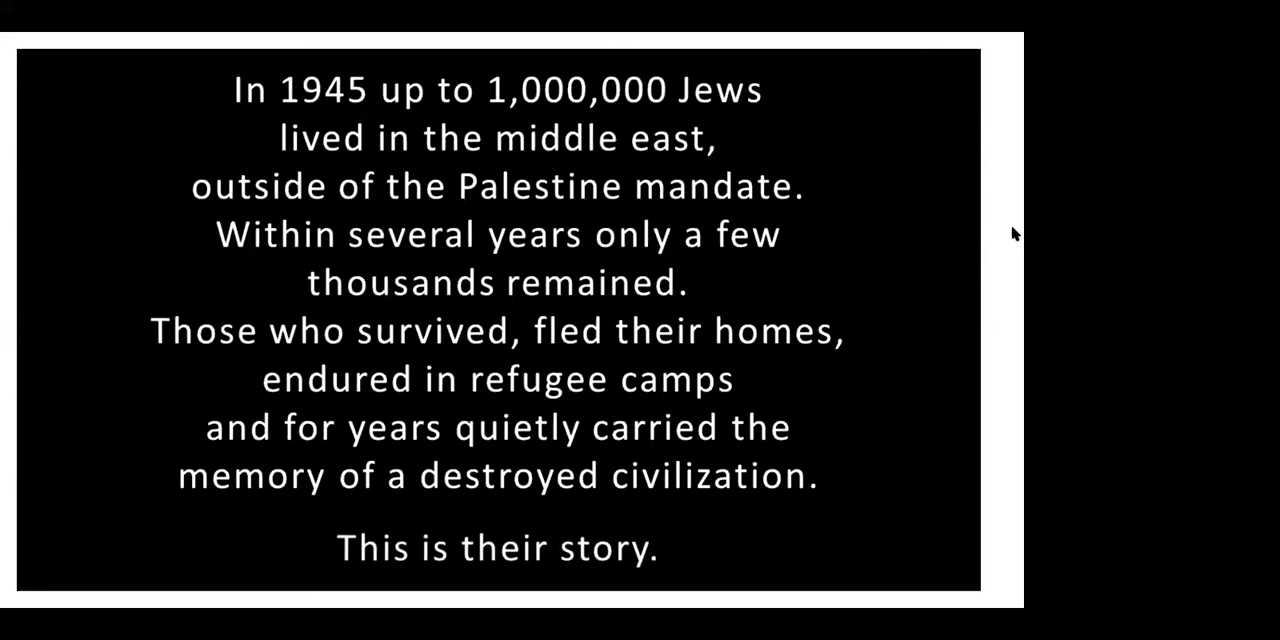 In 1945 up to 1,000,000 Jews
lived in the middle east,
outside of the Palestine mandate.
Within several years only a few
thousands remained.
Those who survived, fled their homes,
endured in refugee camps
and for years quietly carried the
memory of a destroyed civilization.
This is their story.